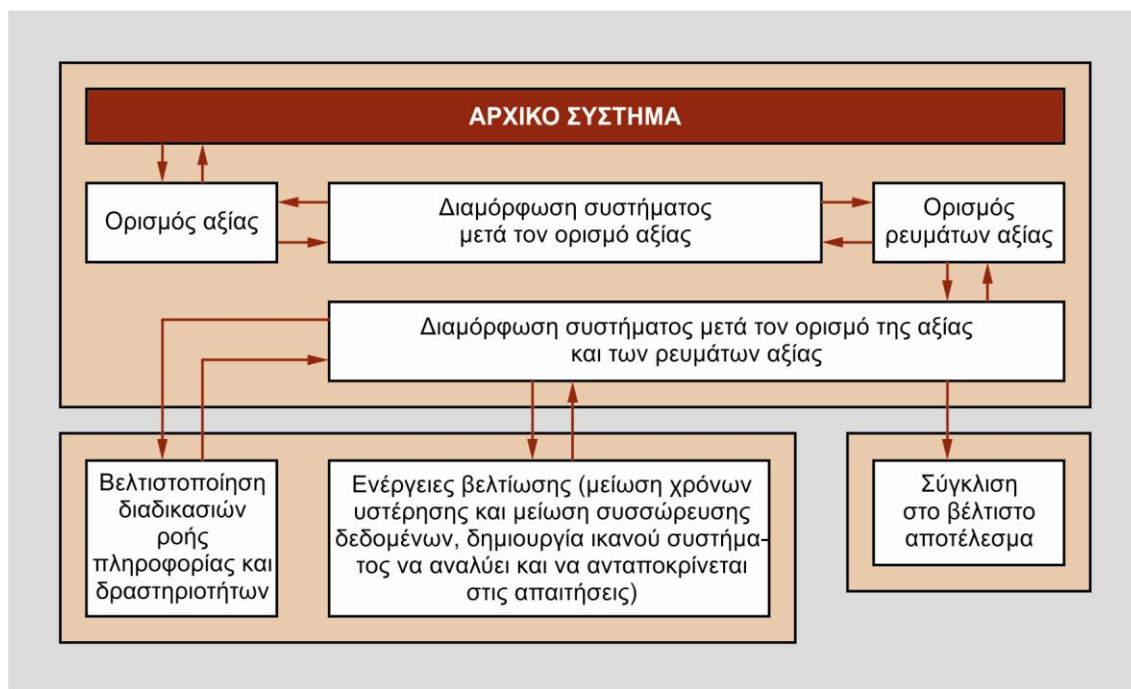 ΑΡΧΙΚΟ ΣΥΣΤΗΜΑ
Ορισμός αξίας
Διαμόρφωση συστήματος
μετά τον ορισμό αξίας
Ορισμός
ρευμάτων αξίας
Διαμόρφωση συστήματος μετά τον ορισμό της αξίας
και των ρευμάτων αξίας
Βελτιστοποίηση
διαδικασιών
ροής
πληροφορίας και
δραστηριοτήτων
Ενέργειες βελτίωσης (μείωση χρόνων
υστέρησης και μείωση συσσώρευσης
δεδομένων, δημιουργία ικανού συστήμα-
τος να αναλύει και να ανταποκρίνεται
στις απαιτήσεις)
Σύγκλιση
στο βέλτιστο
αποτέλεσμα